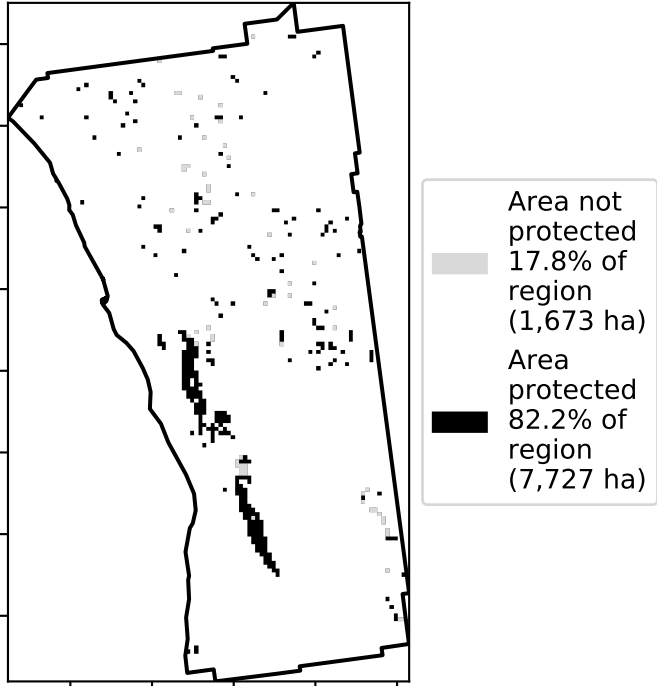 Area not
protected
17.8% of
region
(1,673 ha)
Area
protected
82.2% of
region
(7,727 ha)